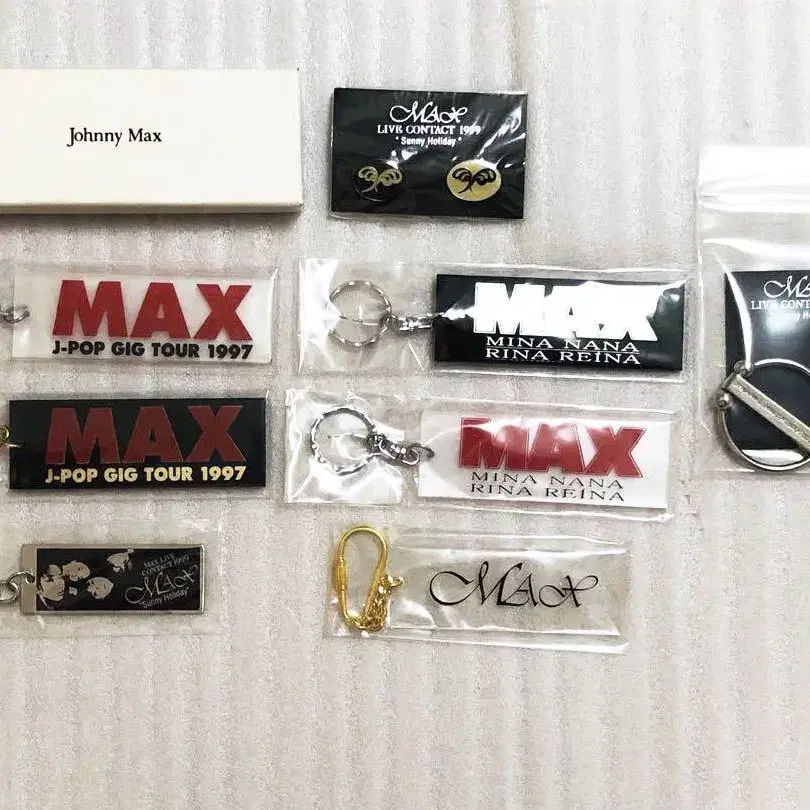 Johnny Max
MAX
LIVE CONTACT 1999
"Sunny Holiday"
MAX
J-POP GIG TOUR 1997
MAX
MINA NANA
RINA REINA
LIVE CONT
MAX
J-POP GIG TOUR 1997
MAX
MINA NANA
RINA REINA
MAX LIVE
CONTACT 1999
MAX
"Sunny Holiday"
MAX